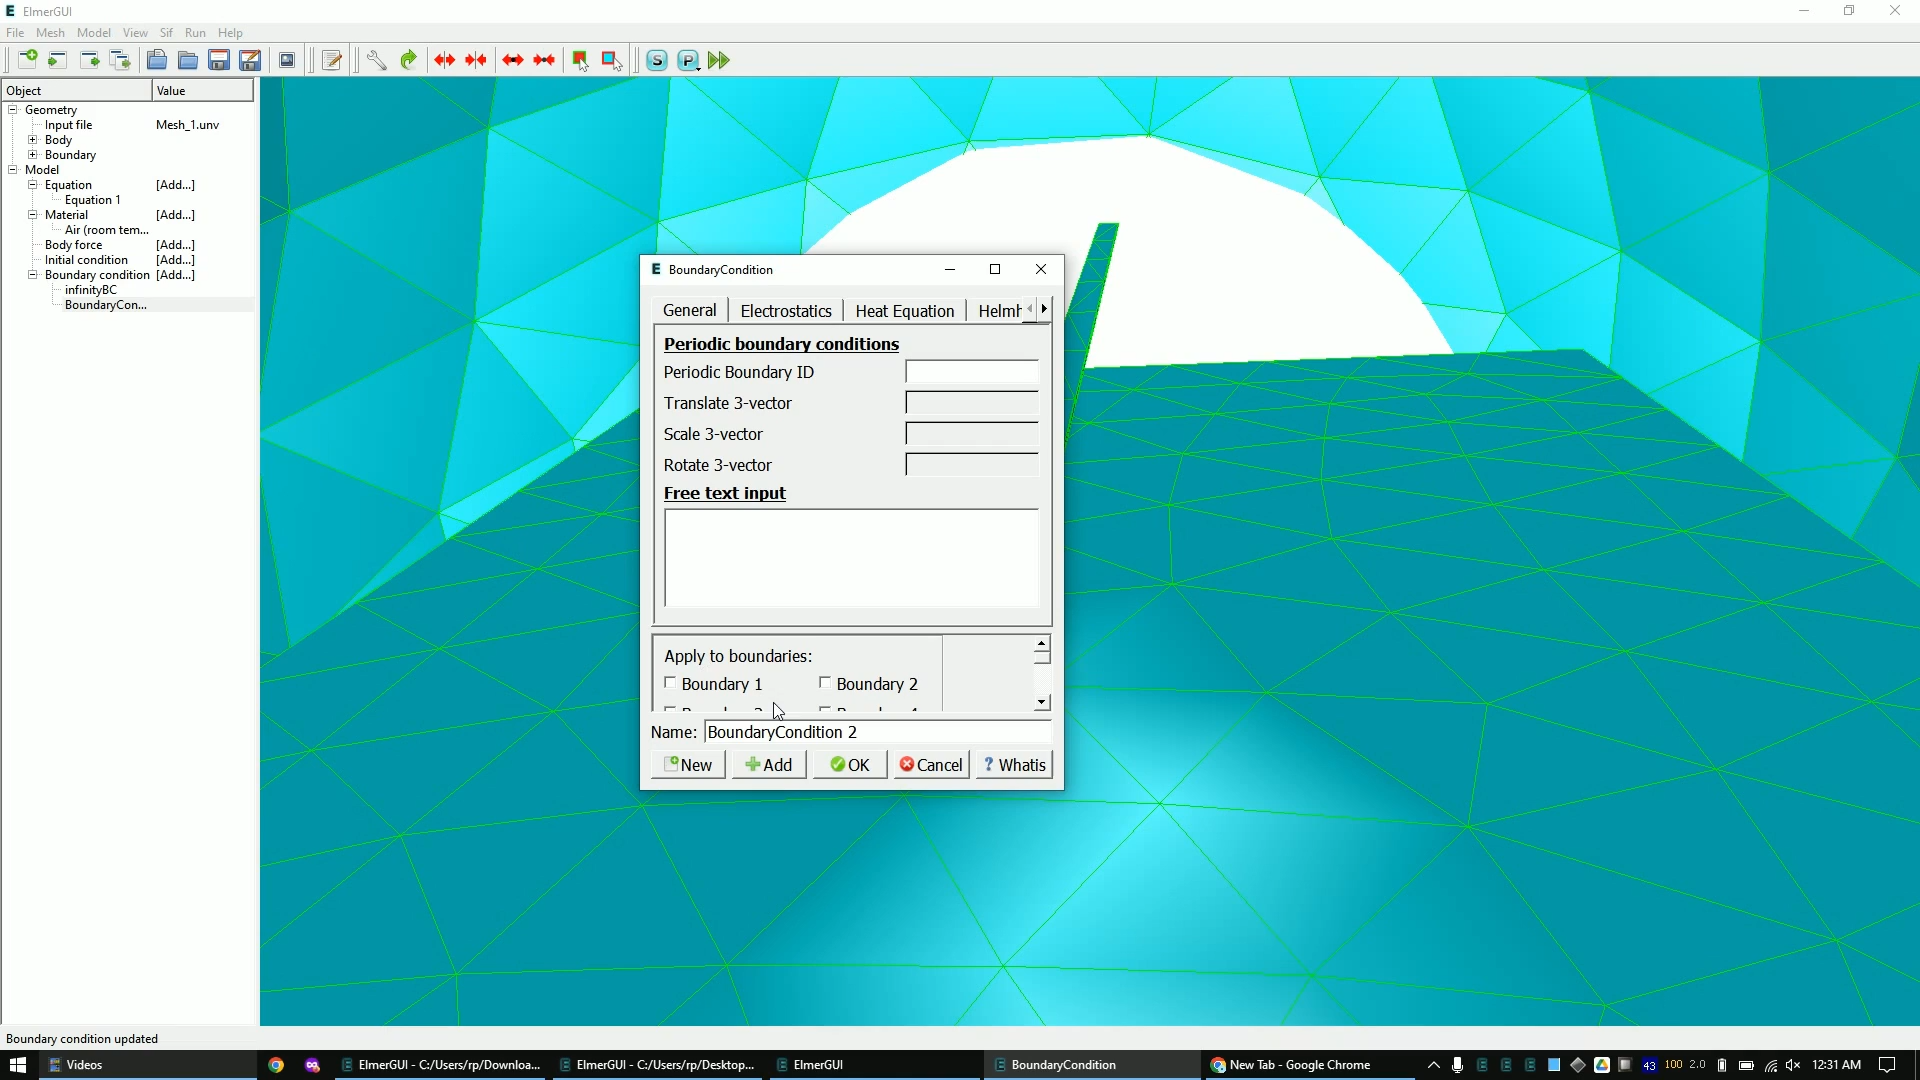 ElmerGUI
File Mesh Model View Sif Run Help
S P
Object Value
Geometry
Input file Mesh_1.unv
Body
Boundary
Model
Equation [Add...]
Equation 1
Material [Add...]
Air (room tem...
Body force [Add...]
Initial condition [Add...]
Boundary condition [Add...]
infinityBC
BoundaryCon...
BoundaryCondition
General Electrostatics Heat Equation
Periodic boundary conditions
Periodic Boundary ID
Translate 3-vector
Scale 3-vector
Rotate 3-vector
Free text input
Apply to boundaries:
Boundary 1 Boundary 2
Name: BoundaryCondition 2
New Add OK Cancel ? Whatis
Boundary condition updated
Videos ElmerGUI - C:/Users/rp/Downloa... ElmerGUI - C:/Users/rp/Desktop... ElmerGUI BoundaryCondition New Tab - Google Chrome 43 100 2.0 12:31 AM